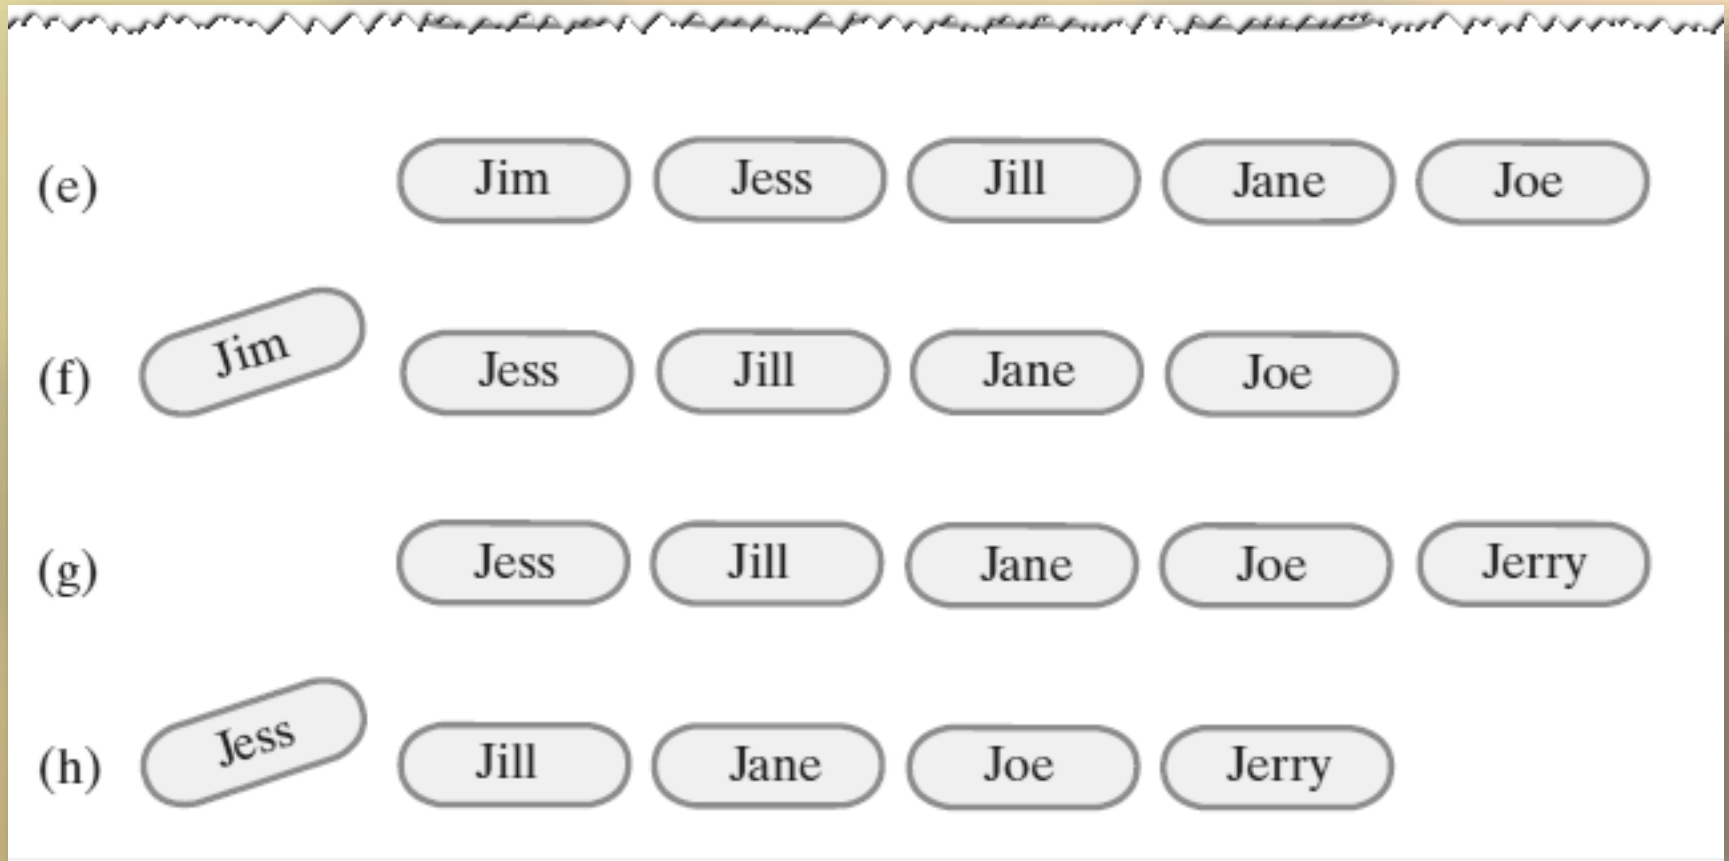 (e) Jim Jess Jill Jane Joe
(f) Jim Jess Jill Jane Joe
(g) Jess Jill Jane Joe Jerry
(h) Jess Jill Jane Joe Jerry